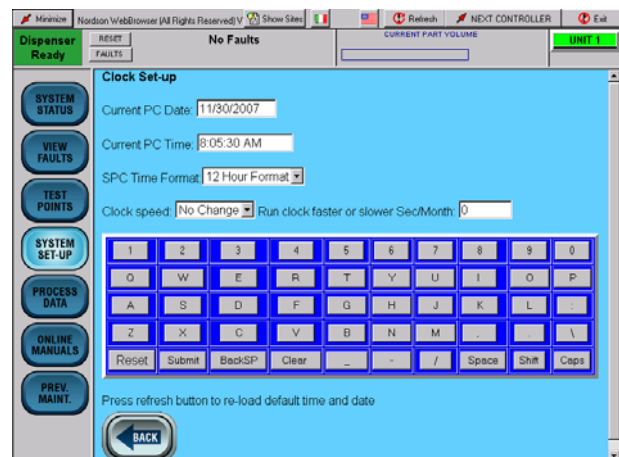 Minimize Nordson WebBrowser (All Rights Reserved) V Show Sites Refresh NEXT CONTROLLER Exit
Dispenser Ready RESET FAULTS No Faults CURRENT PART VOLUME UNIT 1
Clock Set-up
SYSTEM STATUS
Current PC Date: 11/30/2007
VIEW FAULTS
Current PC Time: 8:05:30 AM
SPC Time Format 12 Hour Format
TEST POINTS
Clock speed: No Change Run clock faster or slower Sec/Month: 0
SYSTEM SET-UP
1 2 3 4 5 6 7 8 9 0
Q W E R T Y U I O P
PROCESS DATA
A S D F G H J K L :
ONLINE MANUALS
Z X C V B N M , . \
Reset Submit BackSP Clear _ - / Space Shift Caps
PREV. MAINT.
Press refresh button to re-load default time and date
BACK